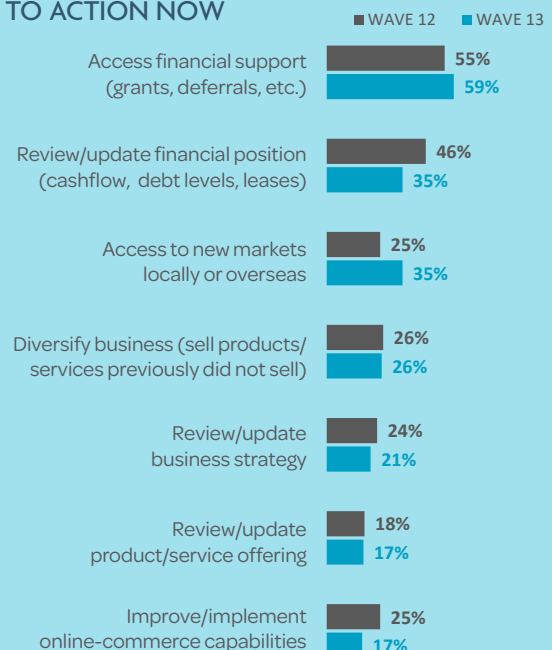 TO ACTION NOW
WAVE 12 WAVE 13
Access financial support
(grants, deferrals, etc.)
55%
59%
Review/update financial position
(cashflow, debt levels, leases)
46%
35%
Access to new markets
locally or overseas
25%
35%
Diversify business (sell products/
services previously did not sell)
26%
26%
Review/update
business strategy
24%
21%
Review/update
product/service offering
18%
17%
Improve/implement
online-commerce capabilities
25%
17%